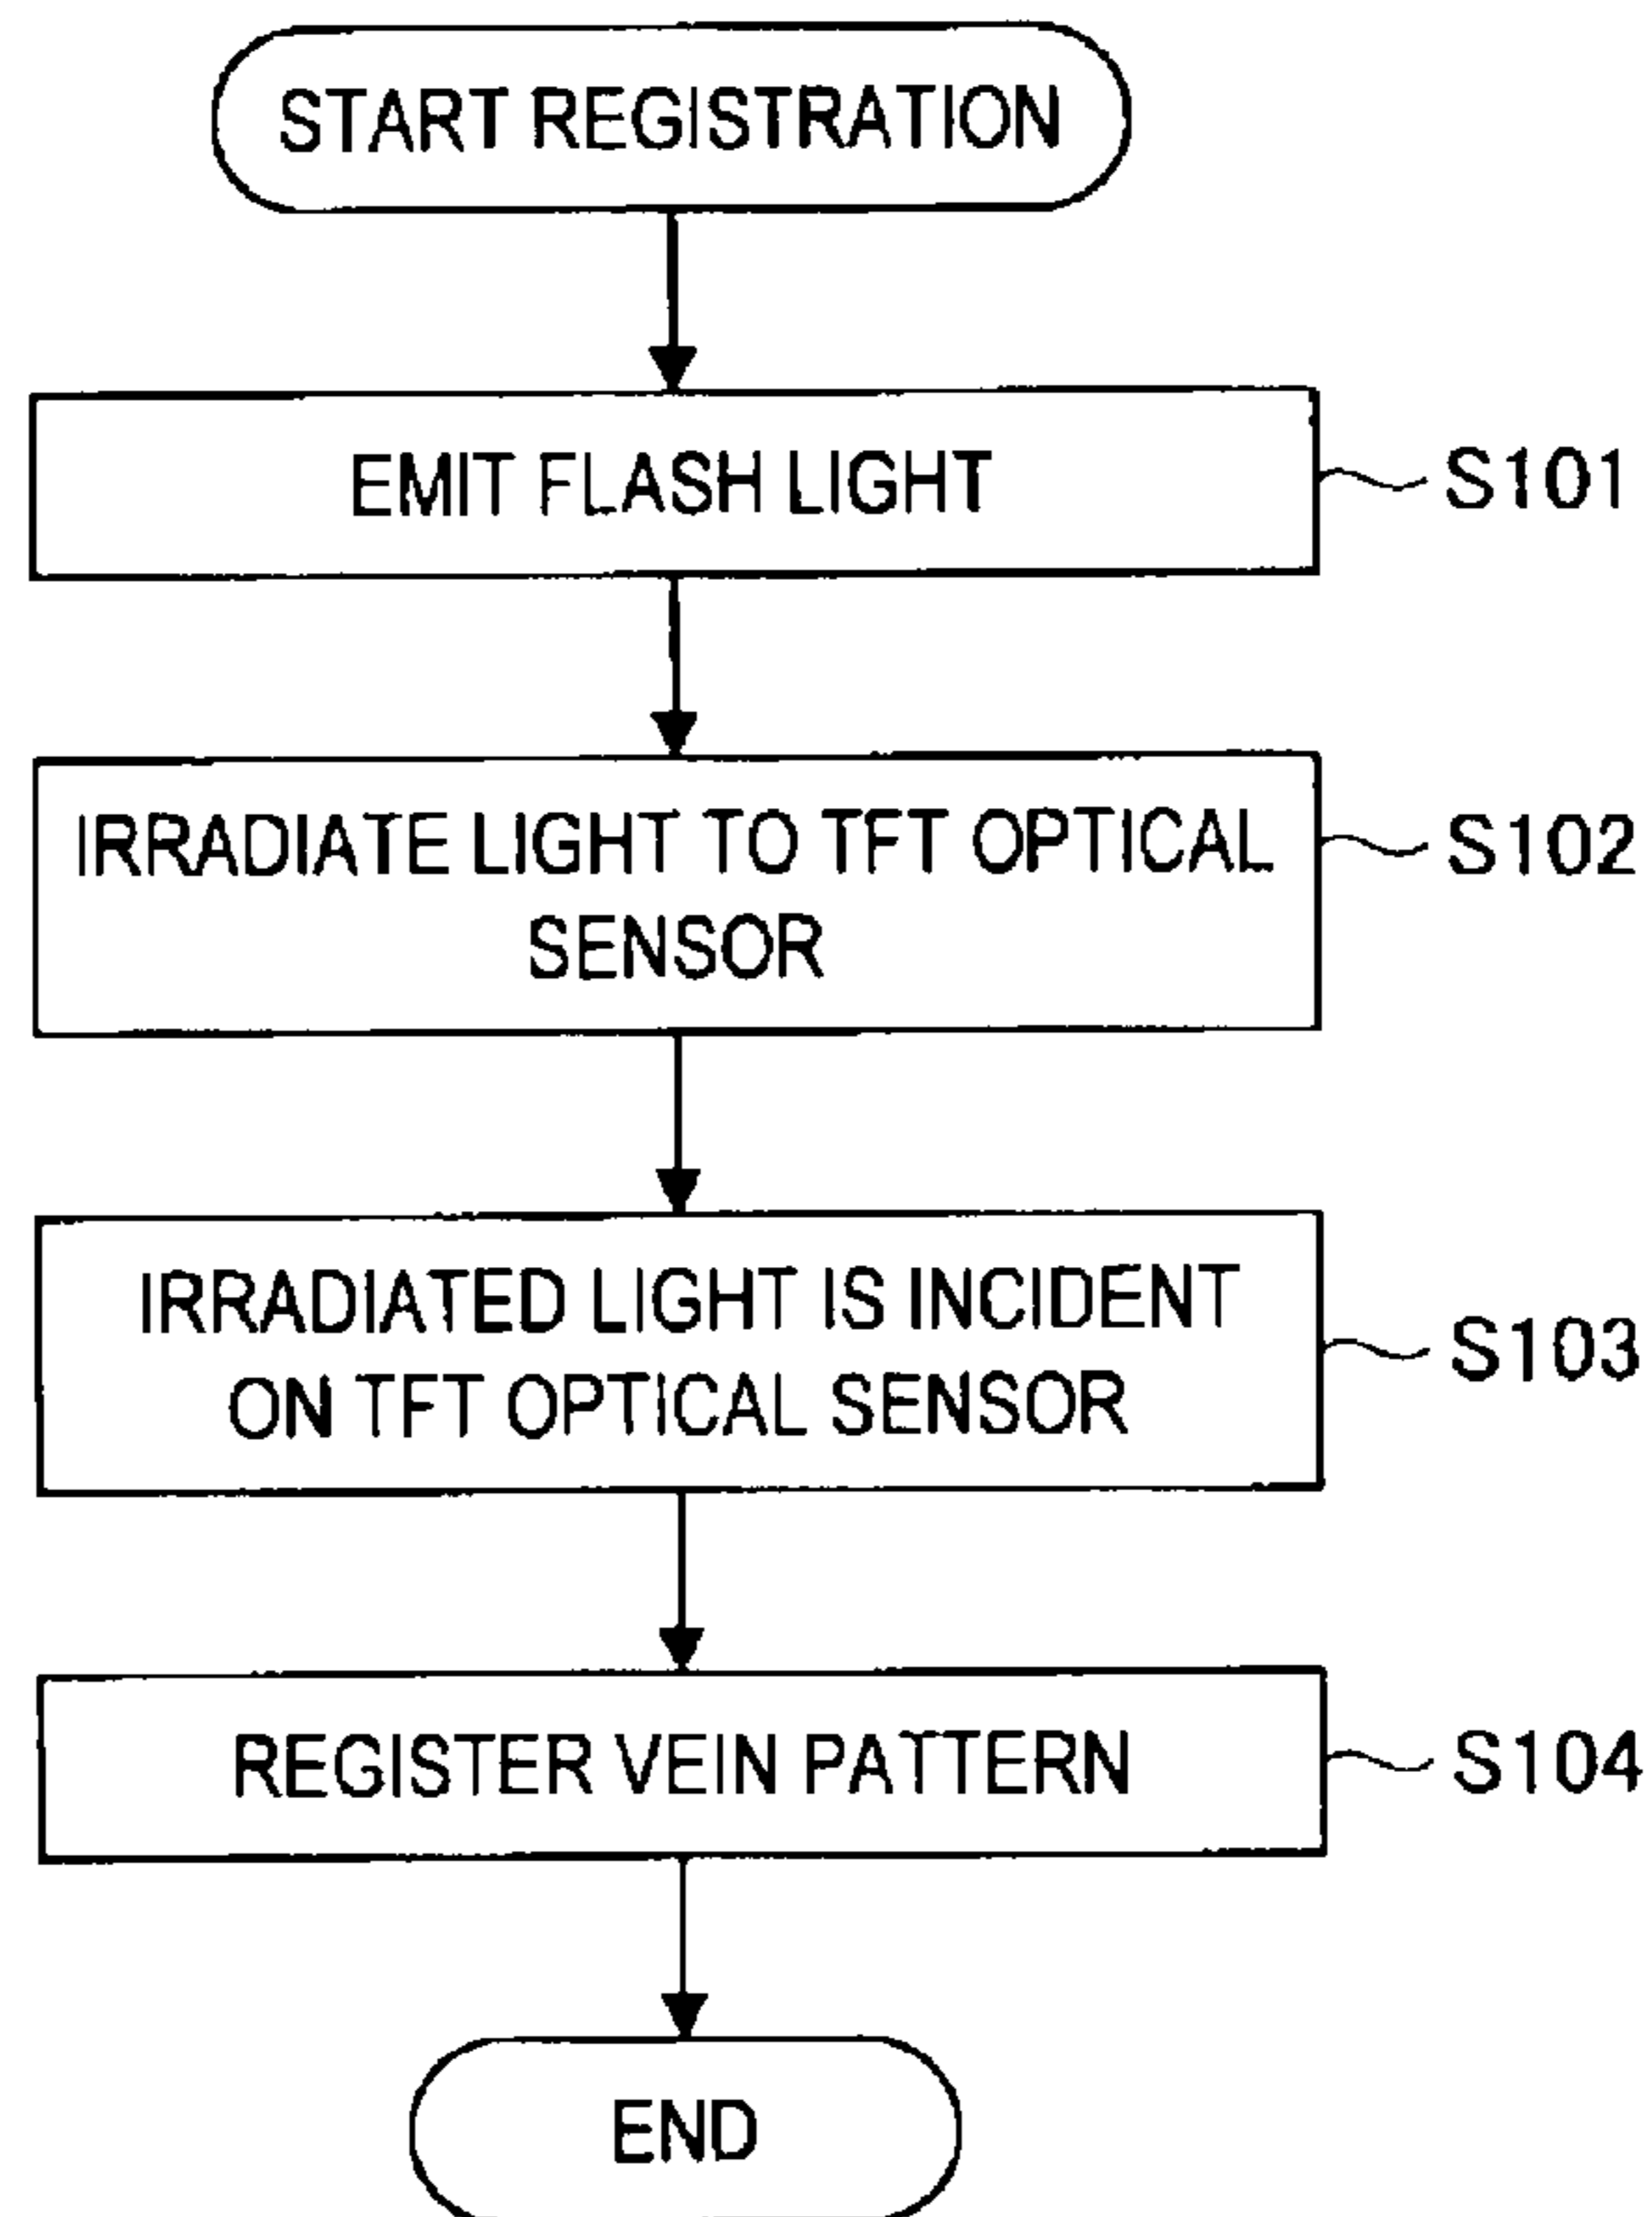 START REGISTRATION
EMIT FLASH LIGHT
S101
IRRADIATE LIGHT TO TFT OPTICAL
SENSOR
S102
IRRADIATED LIGHT IS INCIDENT
ON TFT OPTICAL SENSOR
S103
REGISTER VEIN PATTERN
S104
END